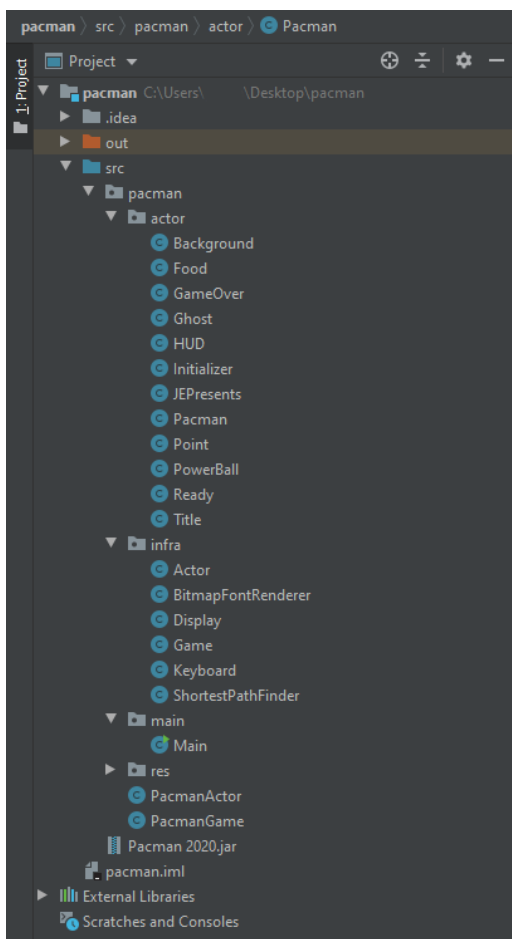 pacman 〉 src 〉 pacman 〉 actor 〉 Pacman
1: Project
Project
pacman C:\Users\ \Desktop\pacman
.idea
out
src
pacman
actor
Background
Food
GameOver
Ghost
HUD
Initializer
JEPresents
Pacman
Point
PowerBall
Ready
Title
infra
Actor
BitmapFontRenderer
Display
Game
Keyboard
ShortestPathFinder
main
Main
res
PacmanActor
PacmanGame
Pacman 2020.jar
pacman.iml
External Libraries
Scratches and Consoles